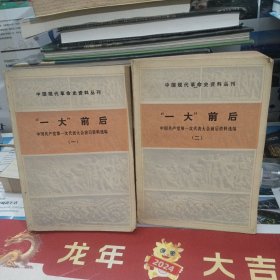 中国现代革命史资料丛刊
“一大”前后
中国共产党第一次代表大会前后资料选编
（一）
中国现代革命史资料丛刊
“一大”前后
中国共产党第一次代表大会前后资料选编
（二）
龙年
2024
大吉